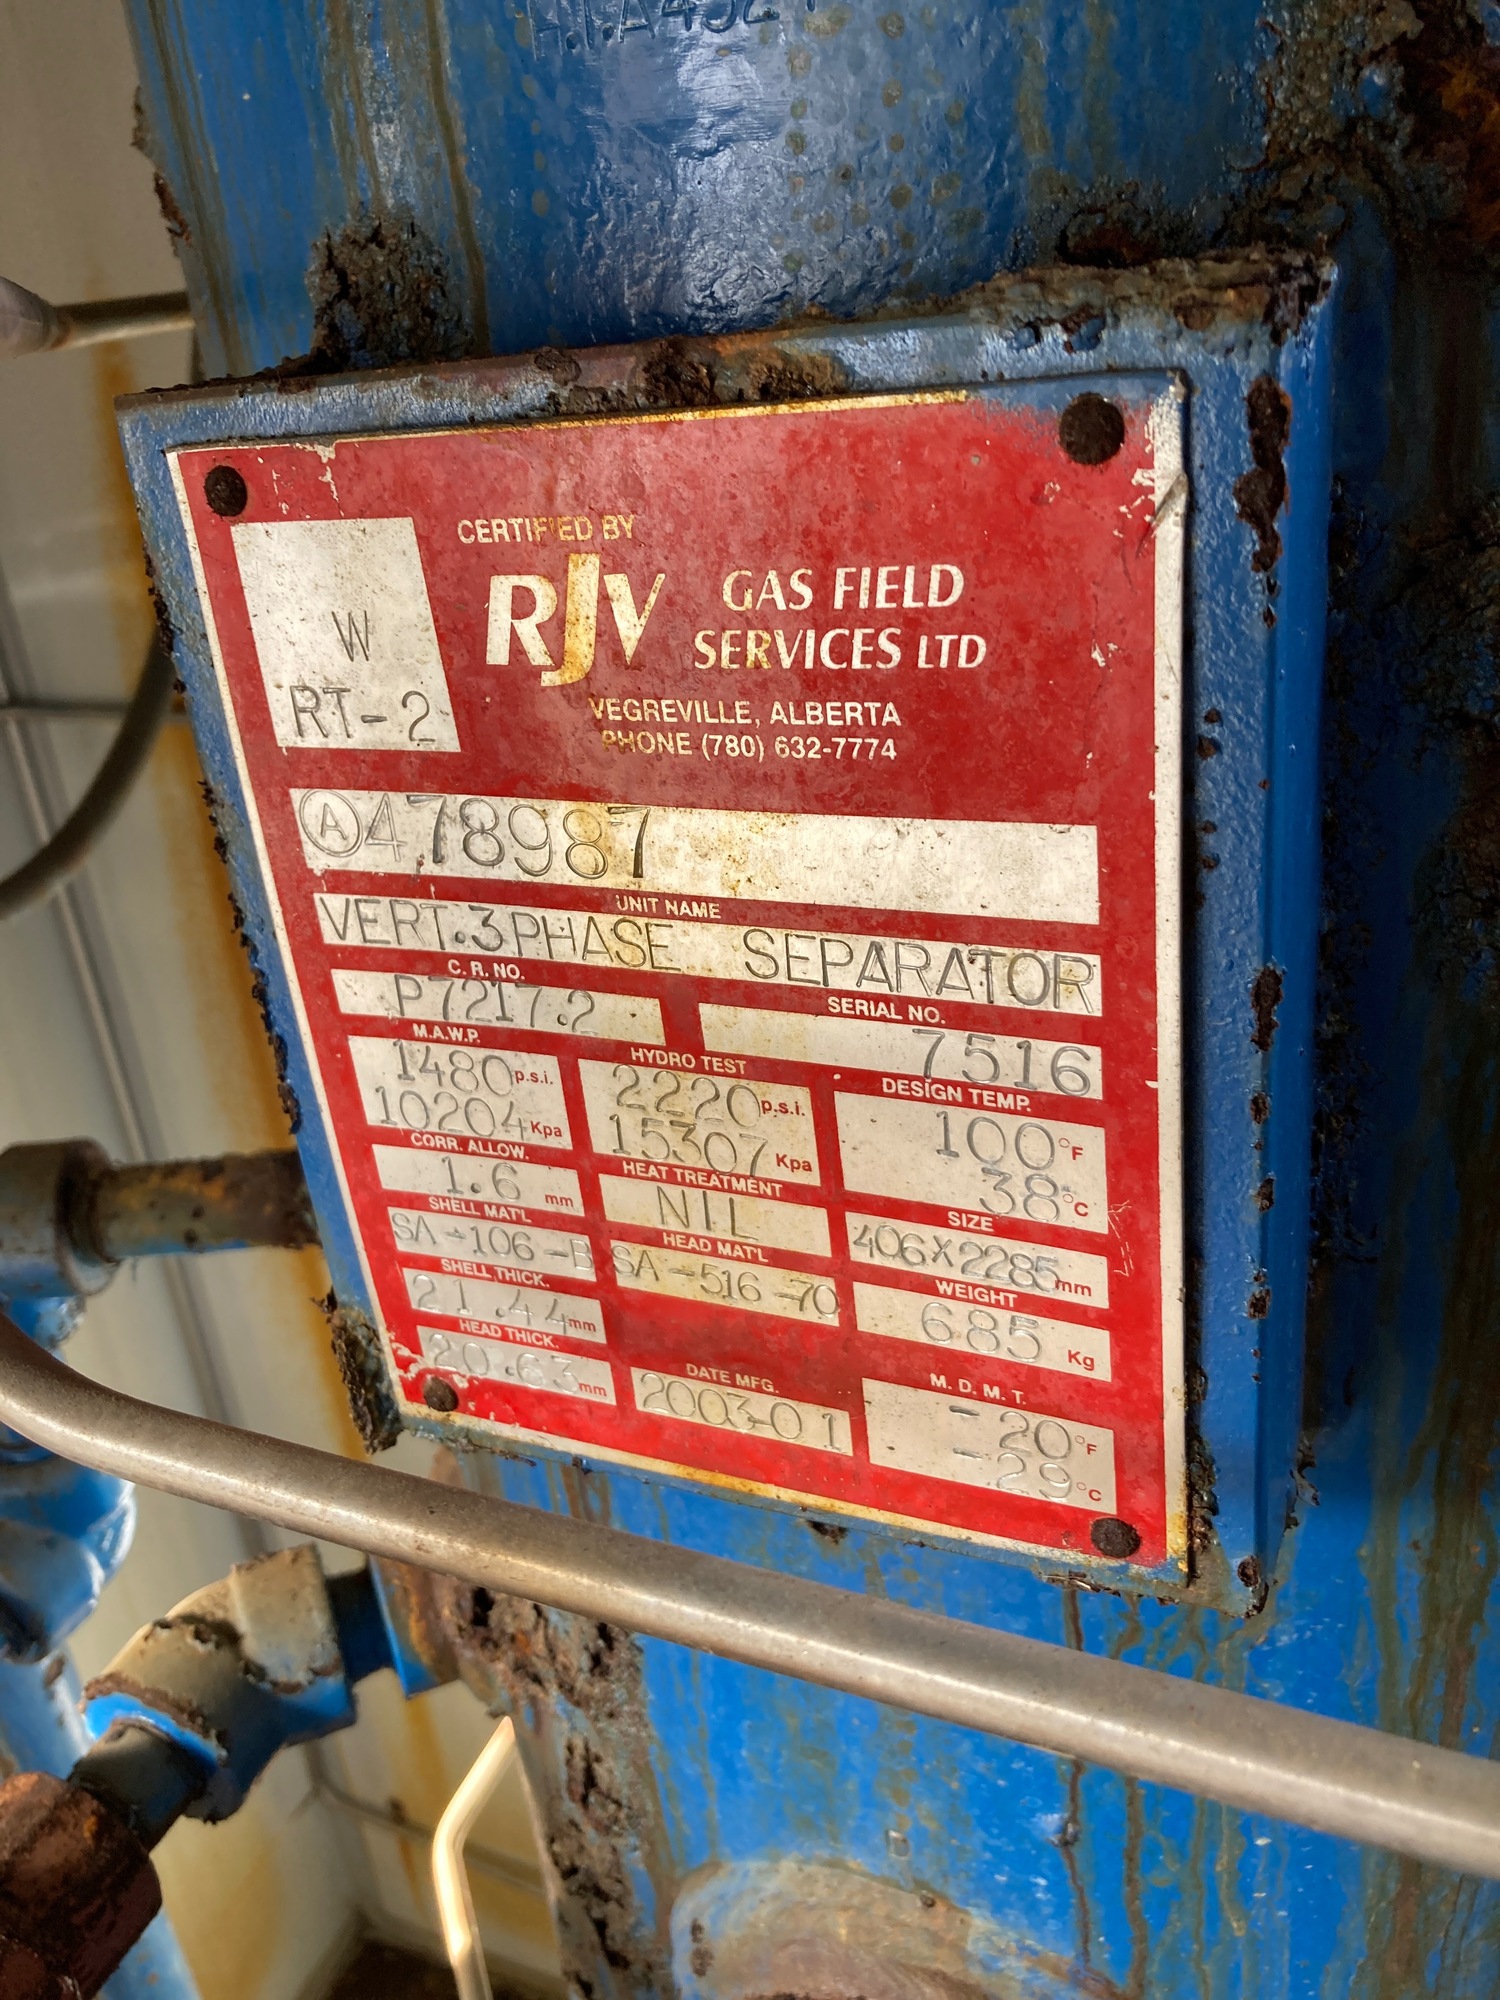 W
RT-2
CERTIFIED BY
RJV GAS FIELD
SERVICES LTD
VEGREVILLE, ALBERTA
PHONE (780) 632-7774
Ⓐ478987
UNIT NAME
VERT. 3 PHASE SEPARATOR
C. R. NO.
P7217.2
SERIAL NO.
7516
M.A.W.P.
1480 p.s.i.
10204 Kpa
HYDRO TEST
2220 p.s.i.
15307 Kpa
DESIGN TEMP.
100 °F
38 °C
CORR. ALLOW.
1.6 mm
HEAT TREATMENT
NIL
SIZE
406X2285 mm
SHELL MAT'L
SA-106-B
HEAD MAT'L
SA-516-70
WEIGHT
685 Kg
SHELL THICK.
21.44 mm
HEAD THICK.
20.63 mm
DATE MFG.
2003-01
M. D. M. T.
-20 °F
-29 °C